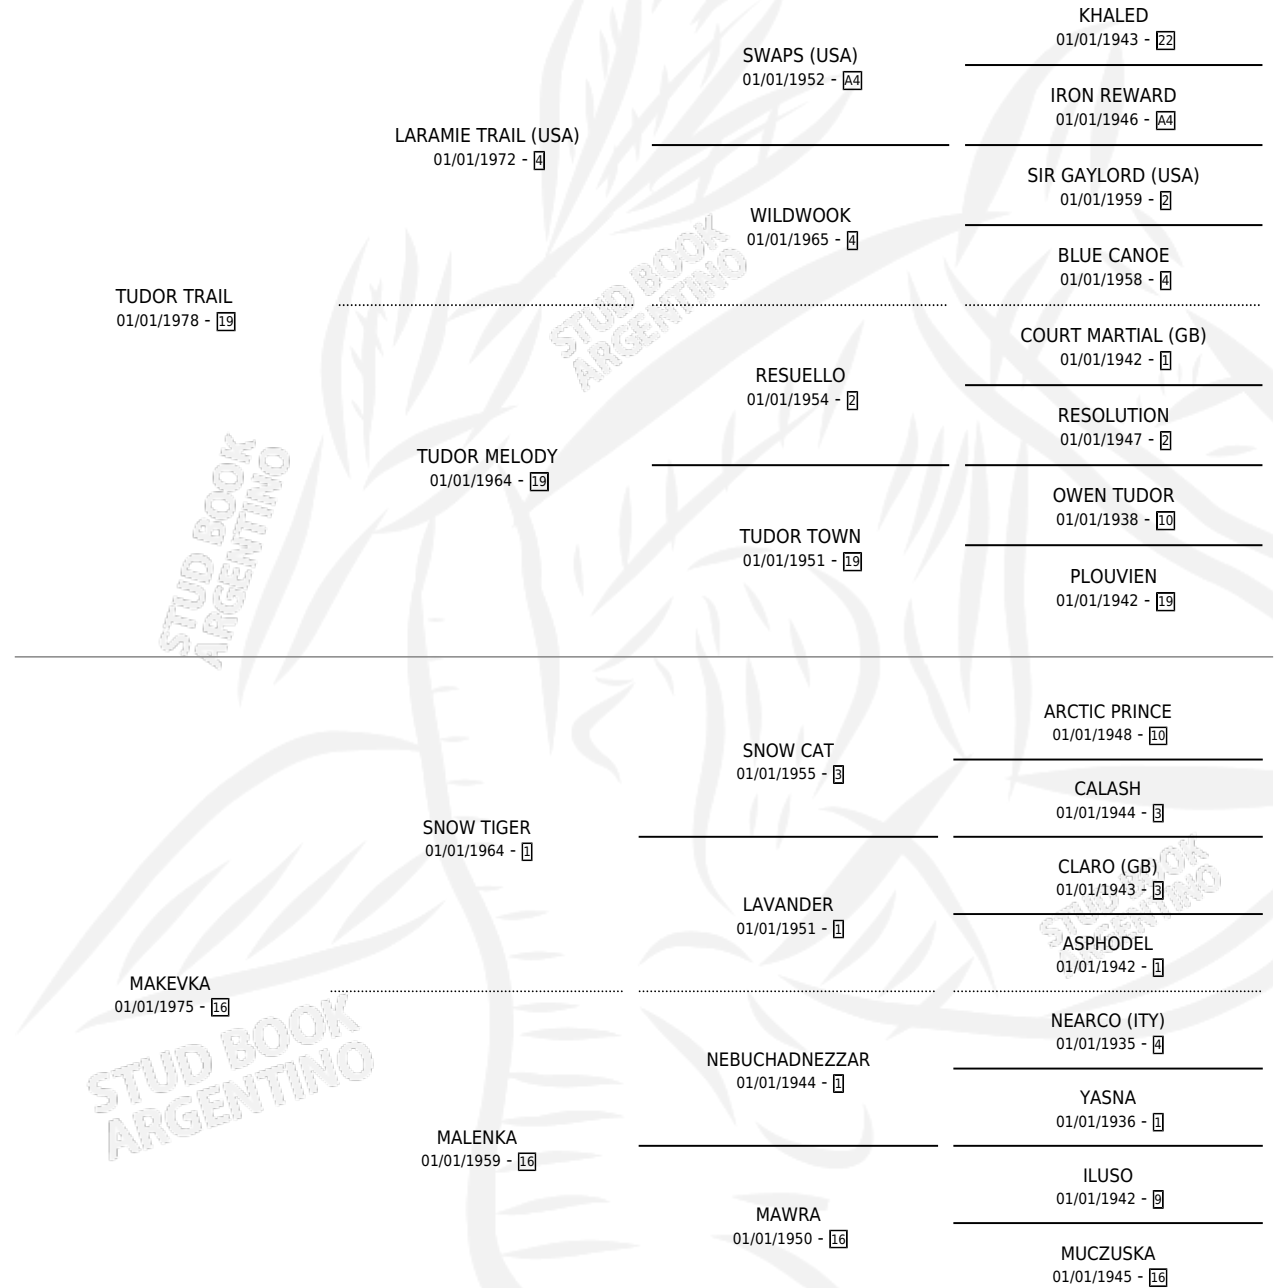 KHALED
01/01/1943 - 22
SWAPS (USA)
01/01/1952 - A4
IRON REWARD
01/01/1946 - A4
LARAMIE TRAIL (USA)
01/01/1972 - 4
SIR GAYLORD (USA)
01/01/1959 - 2
WILDWOOK
01/01/1965 - 4
BLUE CANOE
01/01/1958 - 4
TUDOR TRAIL
01/01/1978 - 19
STUD BOOK
ARGENTINO
COURT MARTIAL (GB)
01/01/1942 - 1
RESUELLO
01/01/1954 - 2
RESOLUTION
01/01/1947 - 2
TUDOR MELODY
01/01/1964 - 19
OWEN TUDOR
01/01/1938 - 10
TUDOR TOWN
01/01/1951 - 19
PLOUVIEN
01/01/1942 - 19
STUD BOOK
ARGENTINO
ARCTIC PRINCE
01/01/1948 - 10
SNOW CAT
01/01/1955 - 3
CALASH
01/01/1944 - 3
SNOW TIGER
01/01/1964 - 1
CLARO (GB)
01/01/1943 - 3
LAVANDER
01/01/1951 - 1
STUD BOOK
ARGENTINO
ASPHODEL
01/01/1942 - 1
MAKEVKA
01/01/1975 - 16
NEARCO (ITY)
01/01/1935 - 4
NEBUCHADNEZZAR
01/01/1944 - 1
YASNA
01/01/1936 - 1
STUD BOOK
ARGENTINO
MALENKA
01/01/1959 - 16
ILUSO
01/01/1942 - 9
MAWRA
01/01/1950 - 16
MUCZUSKA
01/01/1945 - 16